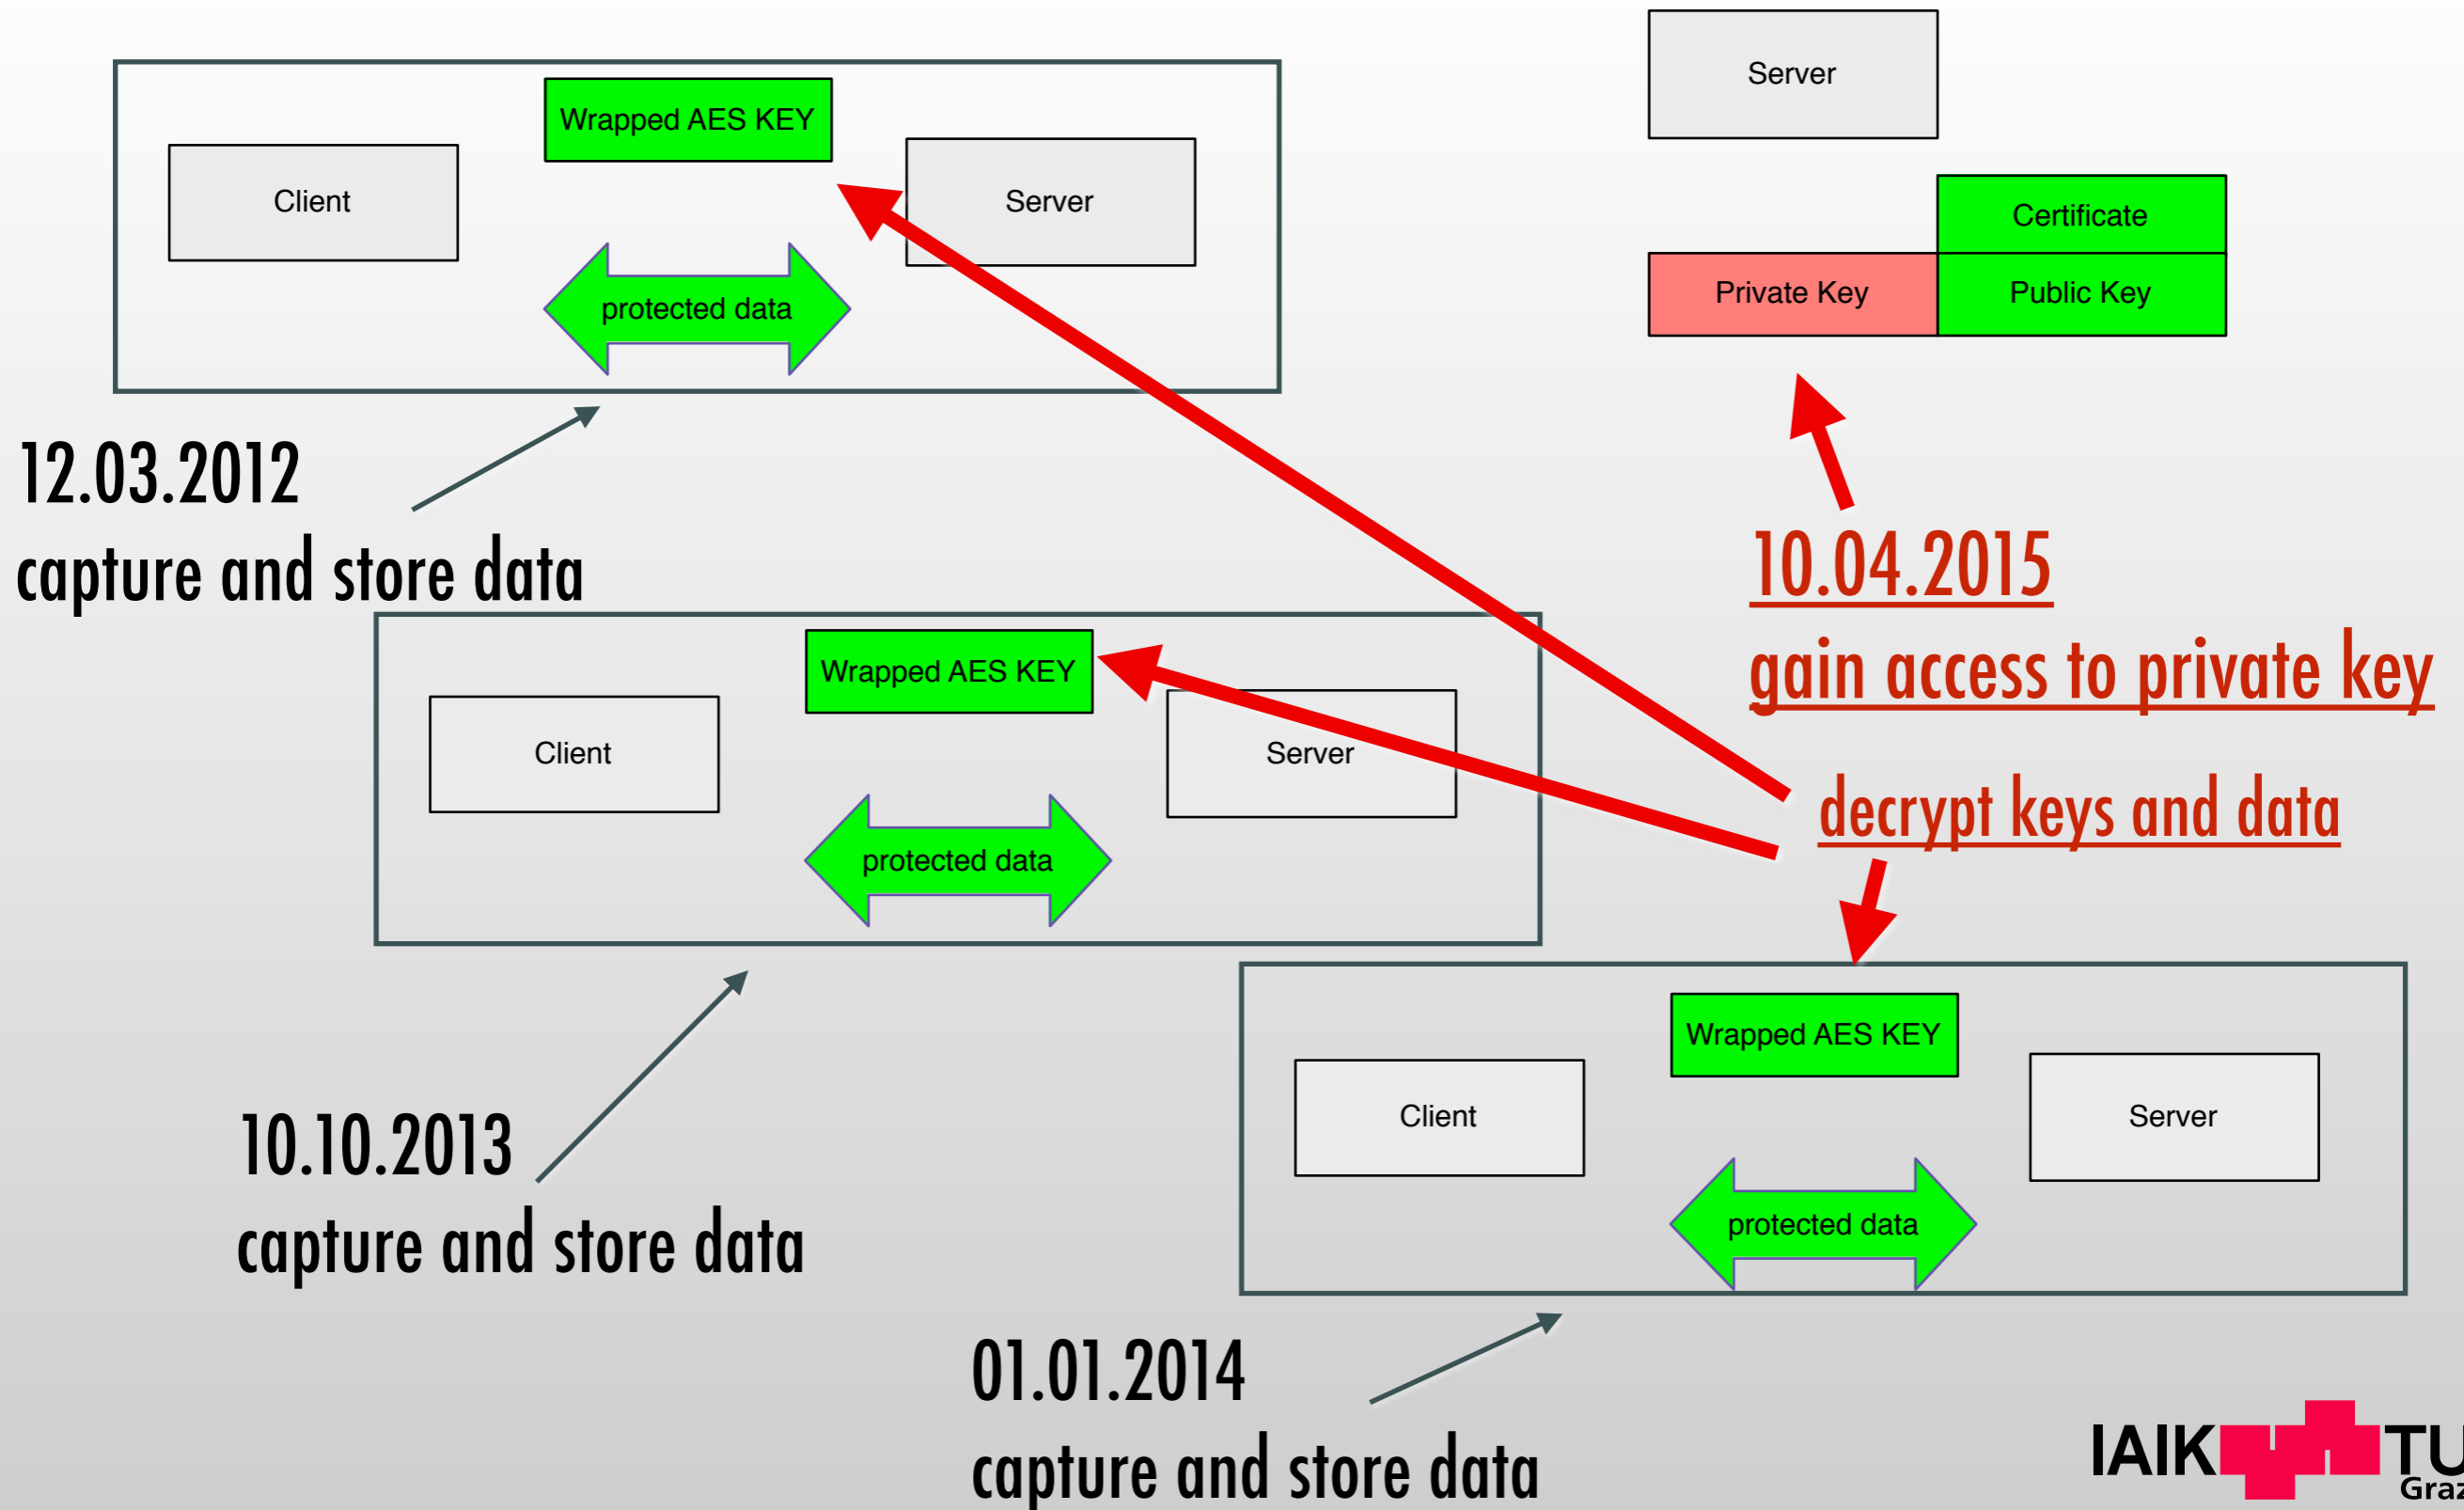 Server
Wrapped AES KEY
Client
Server
Certificate
protected data
Private Key
Public Key
12.03.2012
capture and store data
10.04.2015
gain access to private key
Wrapped AES KEY
Client
Server
decrypt keys and data
protected data
Wrapped AES KEY
Client
Server
10.10.2013
capture and store data
protected data
01.01.2014
capture and store data
IAIK TU
Graz